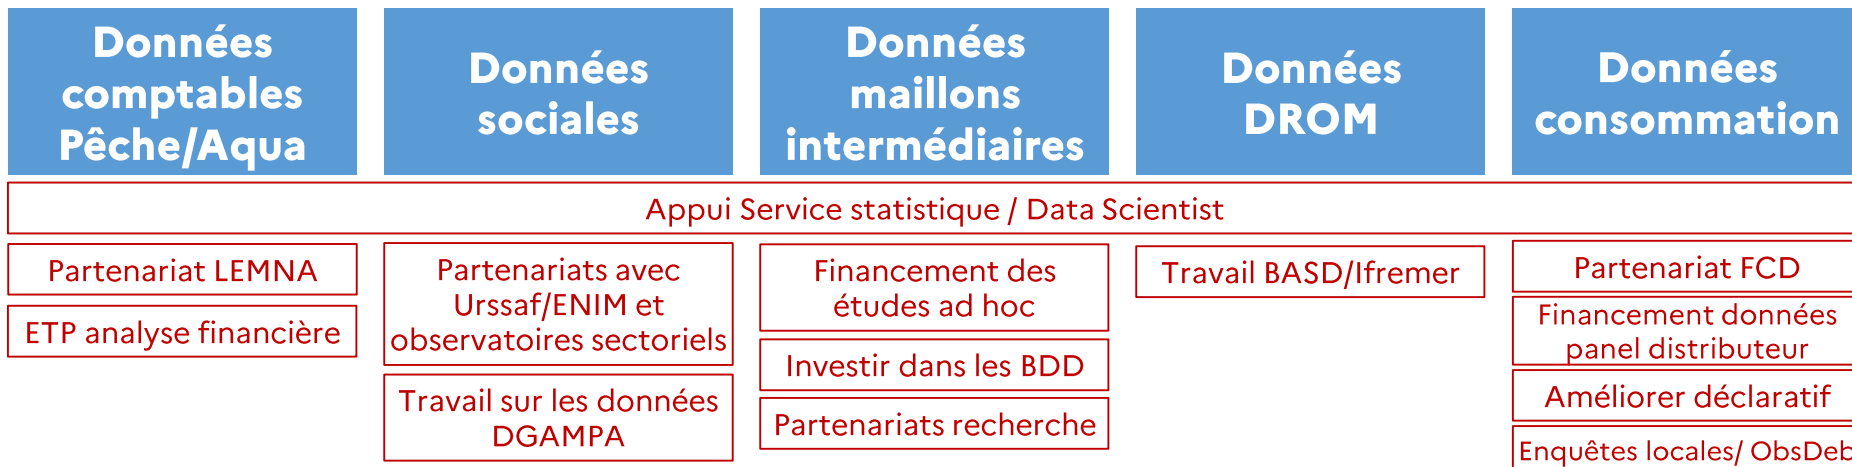 Données
comptables
Pêche/Aqua
Données
sociales
Données
maillons
intermédiaires
Données
DROM
Données
consommation
Appui Service statistique / Data Scientist
Partenariat LEMNA
ETP analyse financière
Partenariats avec
Urssaf/ENIM et
observatoires sectoriels
Travail sur les données
DGAMPA
Financement des
études ad hoc
Investir dans les BDD
Partenariats recherche
Travail BASD/Ifremer
Partenariat FCD
Financement données
panel distributeur
Améliorer déclaratif
Enquêtes locales/ ObsDeb